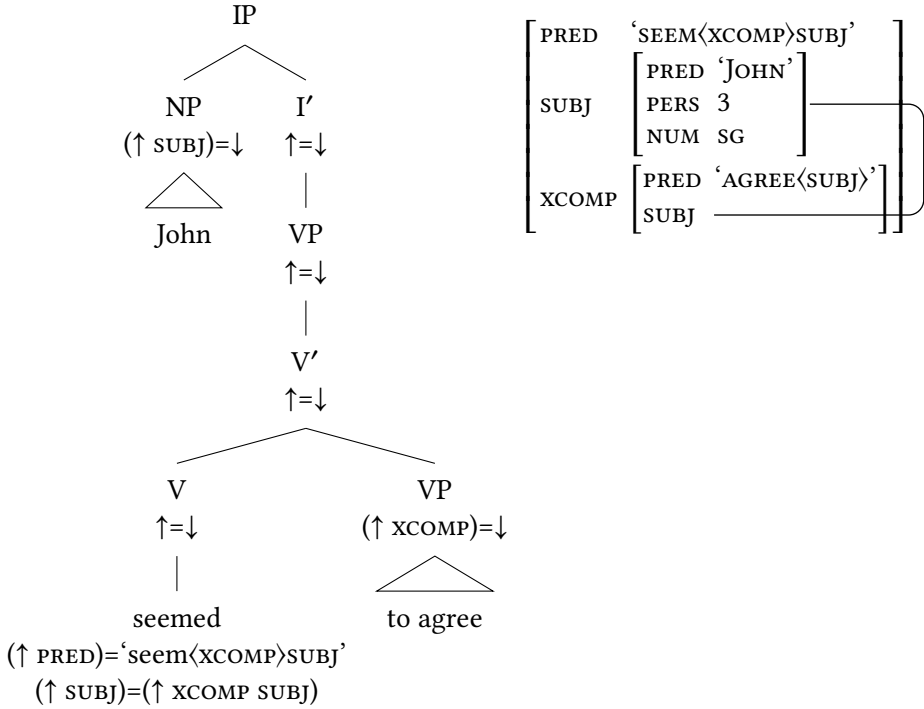 IP
NP I′
(↑ SUBJ)=↓ ↑=↓
John VP
↑=↓
V′
↑=↓
V VP
↑=↓ (↑ XCOMP)=↓
seemed to agree
(↑ PRED)=‘seem⟨XCOMP⟩SUBJ’
(↑ SUBJ)=(↑ XCOMP SUBJ)
PRED ‘SEEM⟨XCOMP⟩SUBJ’
SUBJ
PRED ‘JOHN’
PERS 3
NUM SG
XCOMP
PRED ‘AGREE⟨SUBJ⟩’
SUBJ